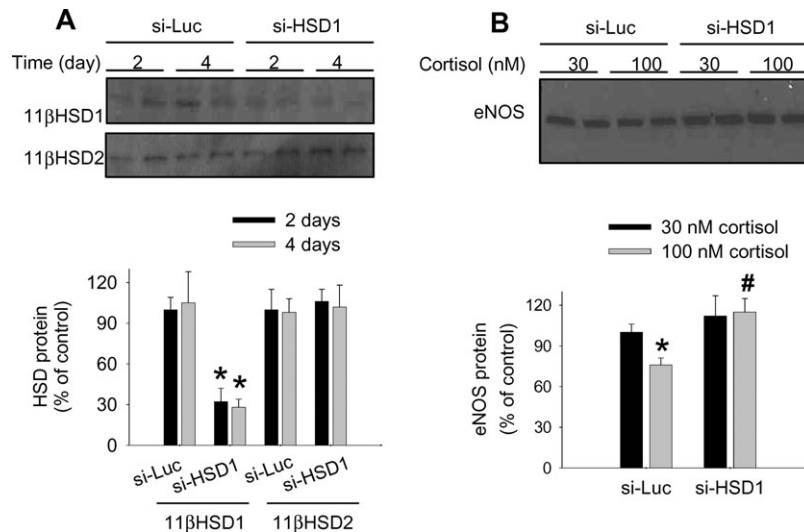 A
si-Luc si-HSD1
Time (day) 2 4 2 4
11βHSD1
11βHSD2
2 days
4 days
HSD protein
(% of control)
120
90
60
30
0
* *
si-Luc si-HSD1 si-Luc si-HSD1
11βHSD1 11βHSD2
B
si-Luc si-HSD1
Cortisol (nM) 30 100 30 100
eNOS
30 nM cortisol
100 nM cortisol
eNOS protein
(% of control)
120
90
60
30
0
* #
si-Luc si-HSD1